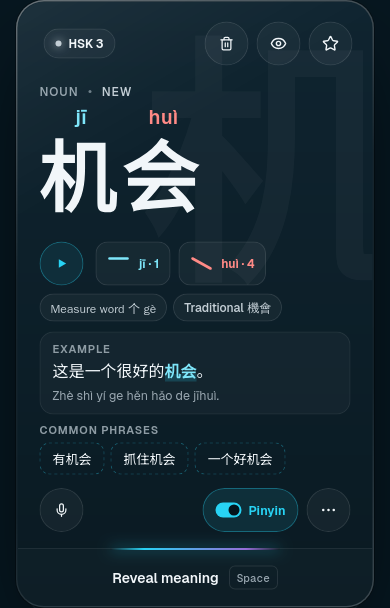 HSK 3
NOUN • NEW
jī huì
机会
jī · 1 huì · 4
Measure word 个 gè Traditional 機會
EXAMPLE
这是一个很好的机会。
Zhè shì yí ge hěn hǎo de jīhuì.
COMMON PHRASES
有机会 抓住机会 一个好机会
Pinyin
Reveal meaning Space